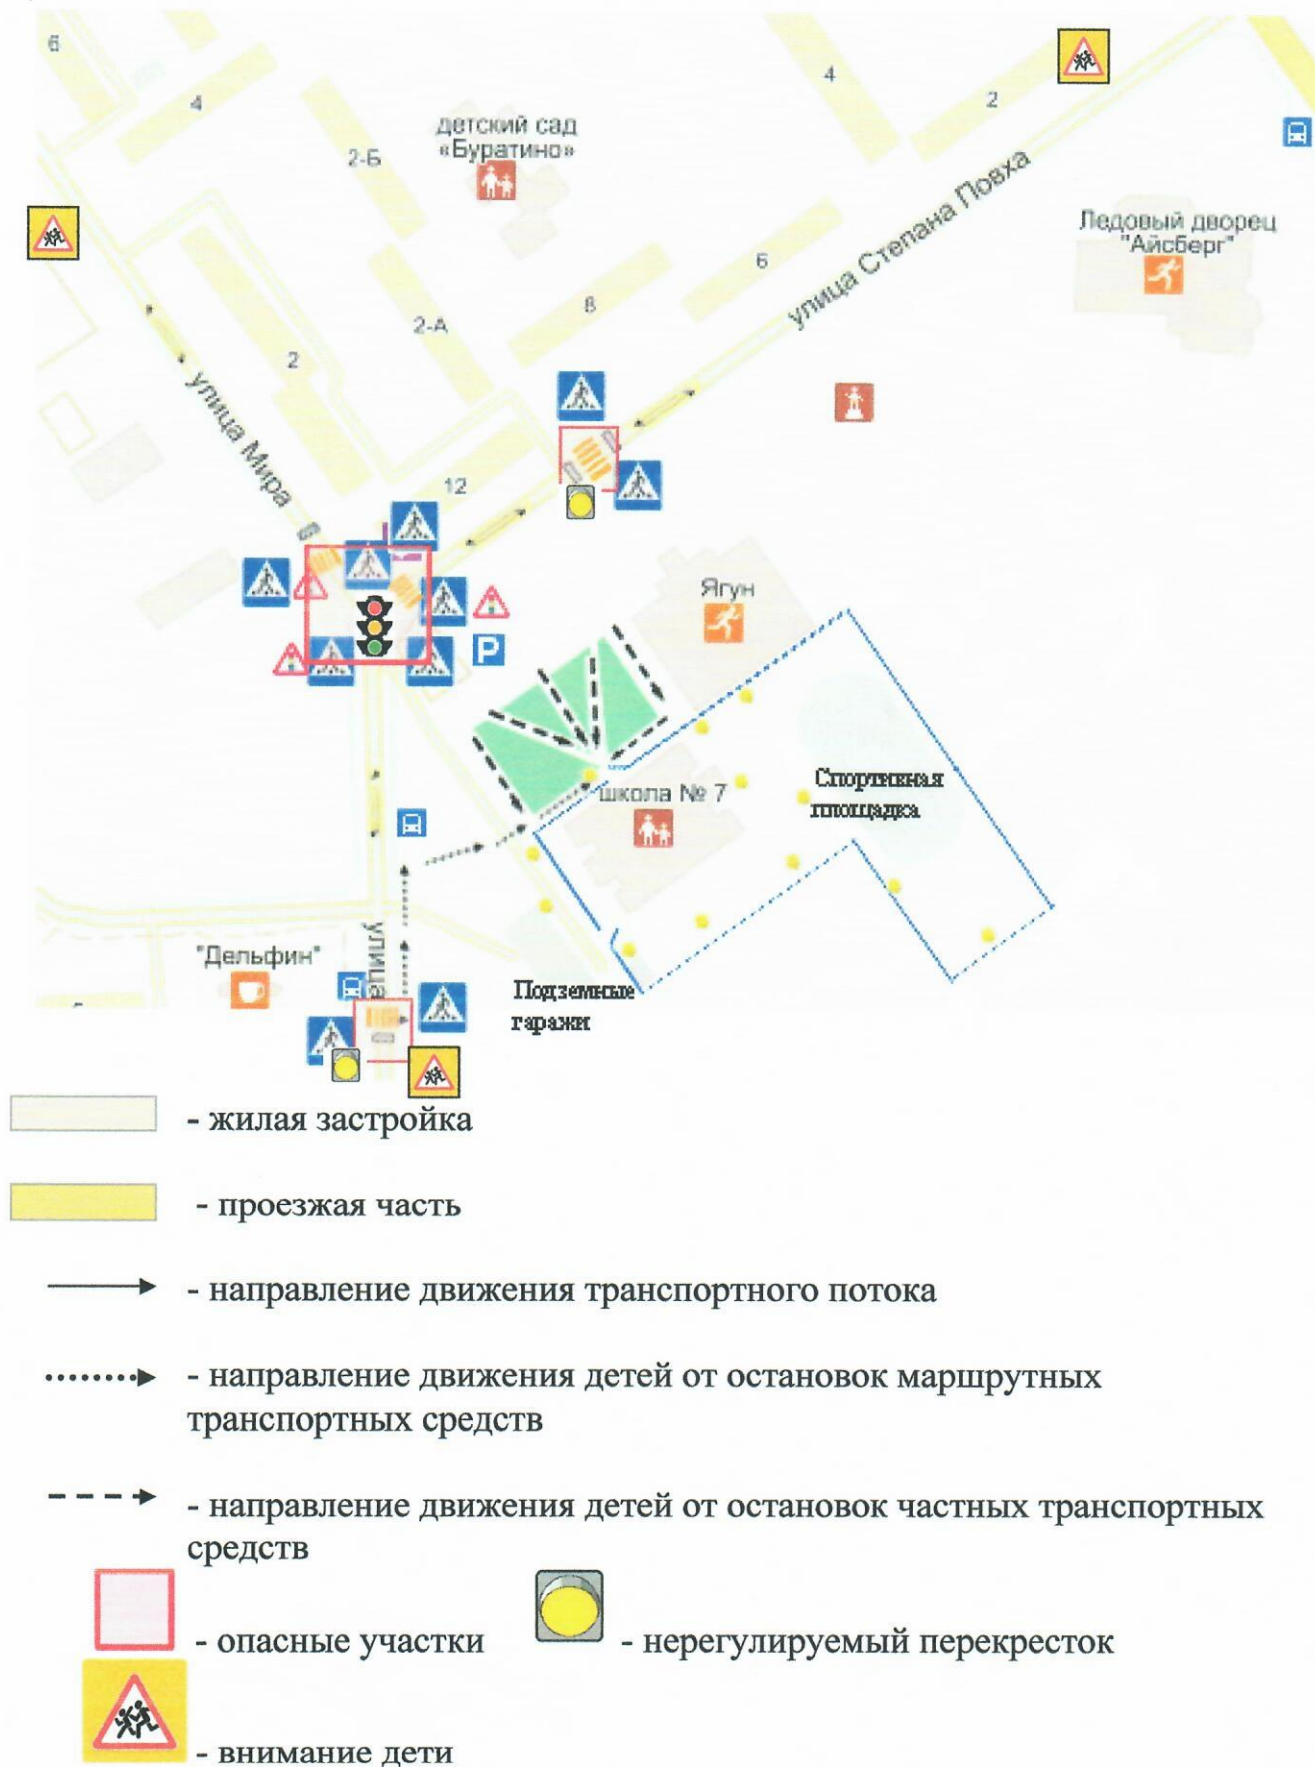 6
4
4
2
детский сад
«Буратино»
2-Б
Ледовый дворец
"Айсберг"
улица Степана Повха
6
8
2-А
2
улица Мира
12
Ягун
P
школа № 7
Спортивная
площадка
улица
"Дельфин"
Подземные
гаражи
- жилая застройка
- проезжая часть
- направление движения транспортного потока
- направление движения детей от остановок маршрутных
транспортных средств
- направление движения детей от остановок частных транспортных
средств
- опасные участки
- нерегулируемый перекресток
- внимание дети